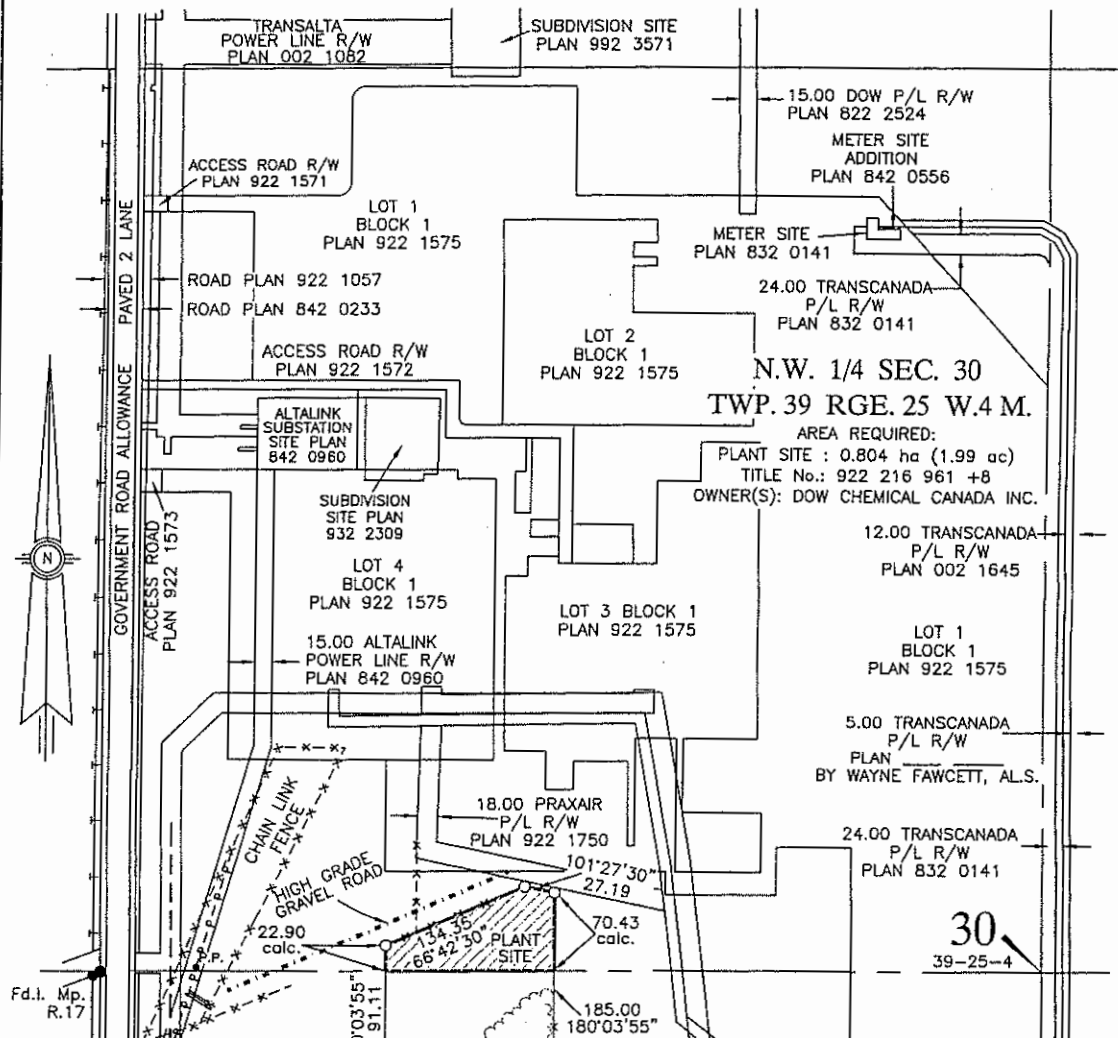 TRANSALTA
POWER LINE R/W
PLAN 002 1082
SUBDIVISION SITE
PLAN 992 3571
15.00 DOW P/L R/W
PLAN 822 2524
METER SITE
ADDITION
PLAN 842 0556
ACCESS ROAD R/W
PLAN 922 1571
LOT 1
BLOCK 1
PLAN 922 1575
METER SITE
PLAN 832 0141
ROAD PLAN 922 1057
ROAD PLAN 842 0233
24.00 TRANSCANADA
P/L R/W
PLAN 832 0141
GOVERNMENT ROAD ALLOWANCE PAVED 2 LANE
LOT 2
BLOCK 1
PLAN 922 1575
ACCESS ROAD R/W
PLAN 922 1572
N.W. 1/4 SEC. 30
TWP. 39 RGE. 25 W.4 M.
AREA REQUIRED:
PLANT SITE : 0.804 ha (1.99 ac)
TITLE No.: 922 216 961 +8
OWNER(S): DOW CHEMICAL CANADA INC.
ALTALINK
SUBSTATION
SITE PLAN
842 0960
SUBDIVISION
SITE PLAN
932 2309
ACCESS ROAD
PLAN 922 1573
N
12.00 TRANSCANADA
P/L R/W
PLAN 002 1645
LOT 4
BLOCK 1
PLAN 922 1575
LOT 3 BLOCK 1
PLAN 922 1575
LOT 1
BLOCK 1
PLAN 922 1575
15.00 ALTALINK
POWER LINE R/W
PLAN 842 0960
5.00 TRANSCANADA
P/L R/W
PLAN ____ ____
BY WAYNE FAWCETT, AL.S.
CHAIN LINK
FENCE
18.00 PRAXAIR
P/L R/W
PLAN 922 1750
24.00 TRANSCANADA
P/L R/W
PLAN 832 0141
HIGH GRADE
GRAVEL ROAD
101°27'30"
27.19
22.90
calc.
134.35
66°42'30"
PLANT
SITE
70.43
calc.
30
39-25-4
P.P.
Fd.I. Mp.
R.17
0°03'55"
91.11
185.00
180°03'55"